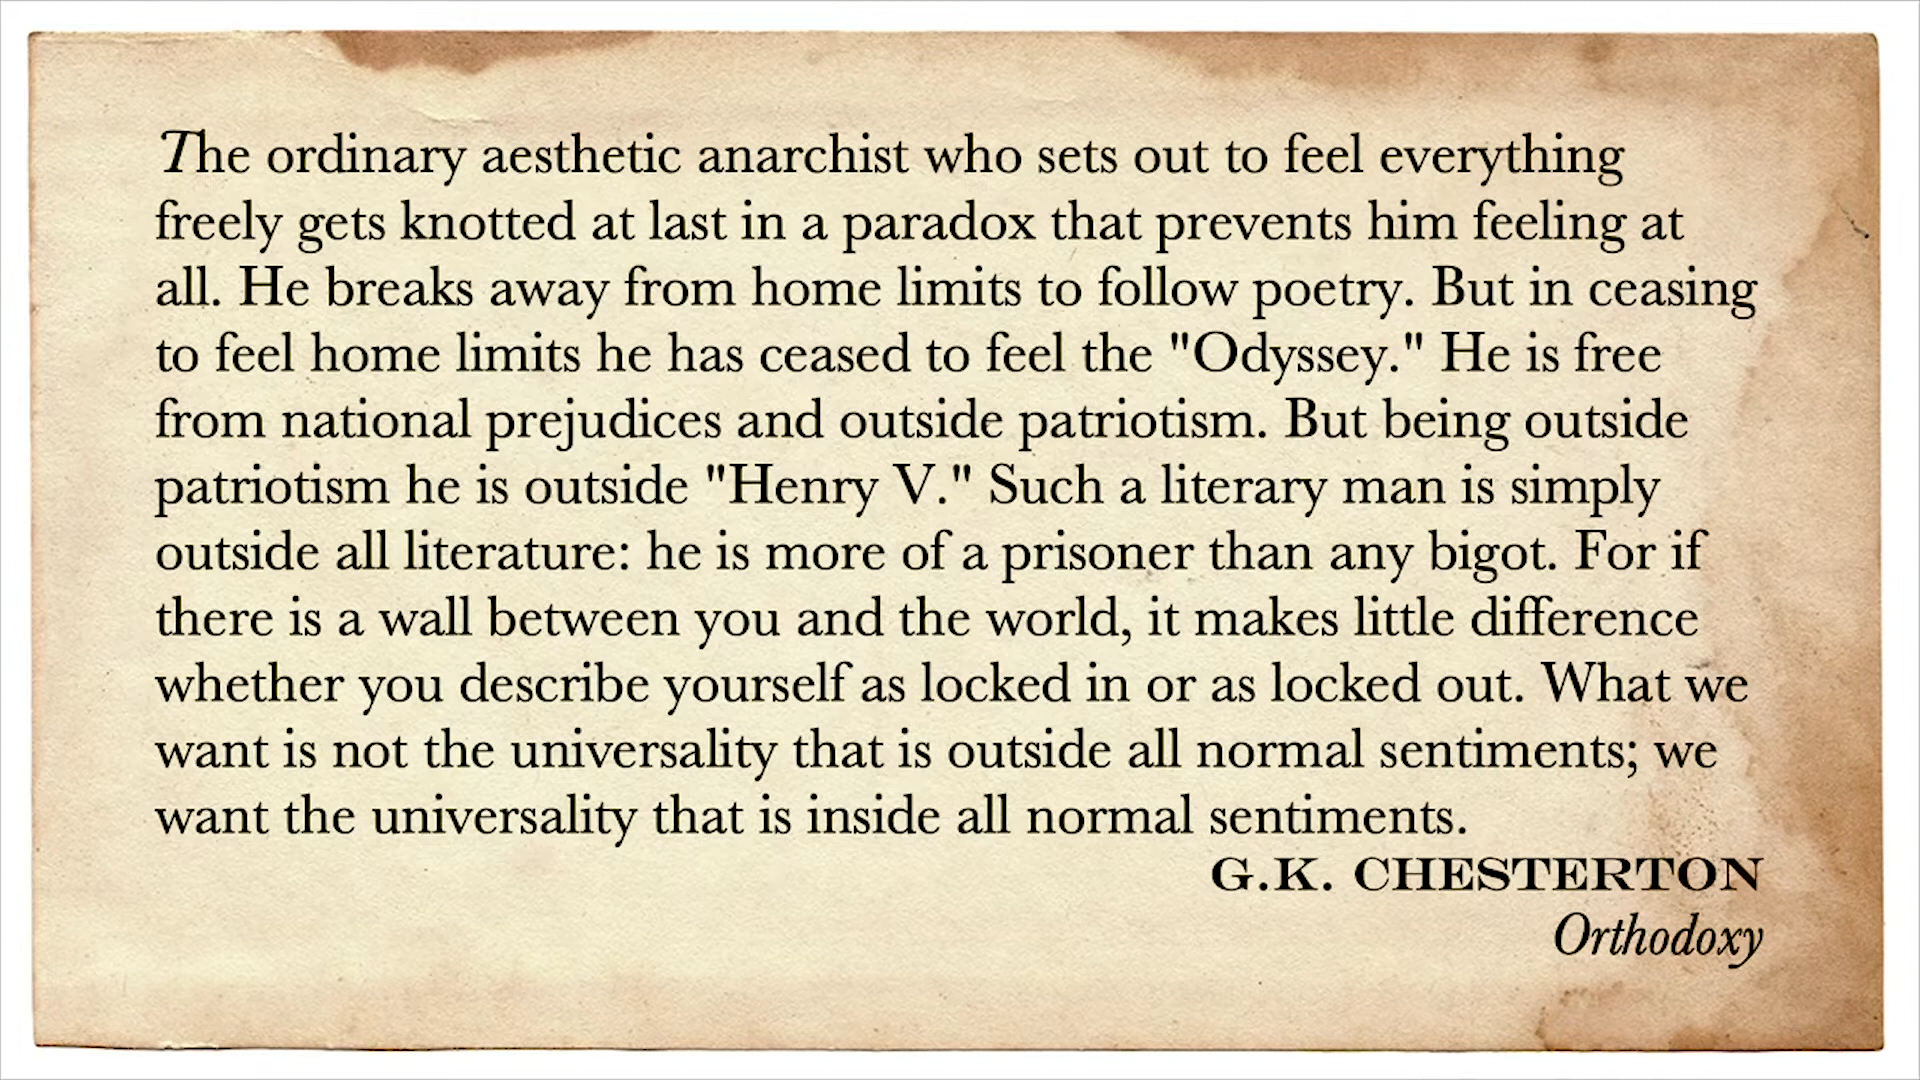 The ordinary aesthetic anarchist who sets out to feel everything
freely gets knotted at last in a paradox that prevents him feeling at
all. He breaks away from home limits to follow poetry. But in ceasing
to feel home limits he has ceased to feel the "Odyssey." He is free
from national prejudices and outside patriotism. But being outside
patriotism he is outside "Henry V." Such a literary man is simply
outside all literature: he is more of a prisoner than any bigot. For if
there is a wall between you and the world, it makes little difference
whether you describe yourself as locked in or as locked out. What we
want is not the universality that is outside all normal sentiments; we
want the universality that is inside all normal sentiments.
G.K. CHESTERTON
Orthodoxy